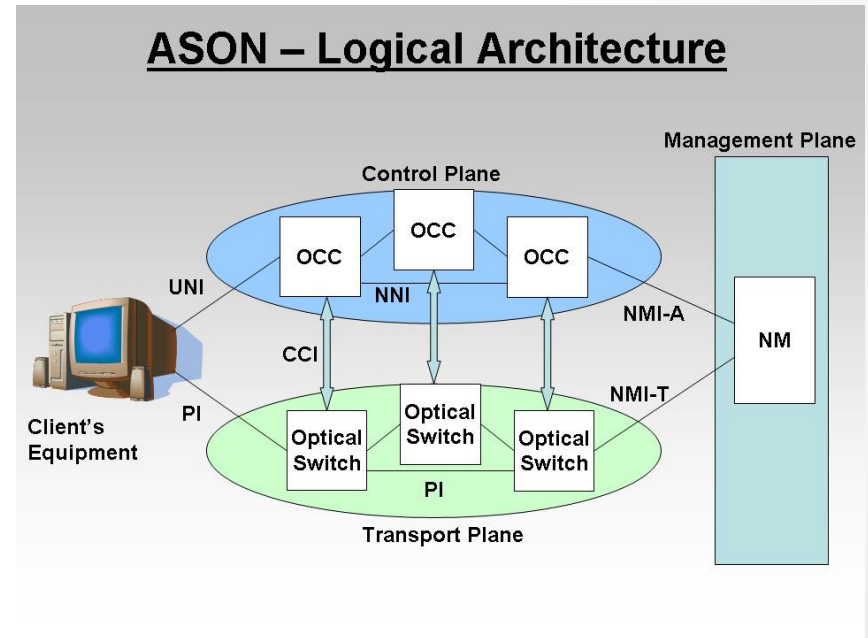 ASON – Logical Architecture
Management Plane
Control Plane
OCC
OCC
OCC
UNI
NNI
NMI-A
NM
CCI
NMI-T
PI
Client's
Equipment
Optical
Switch
Optical
Switch
Optical
Switch
PI
Transport Plane